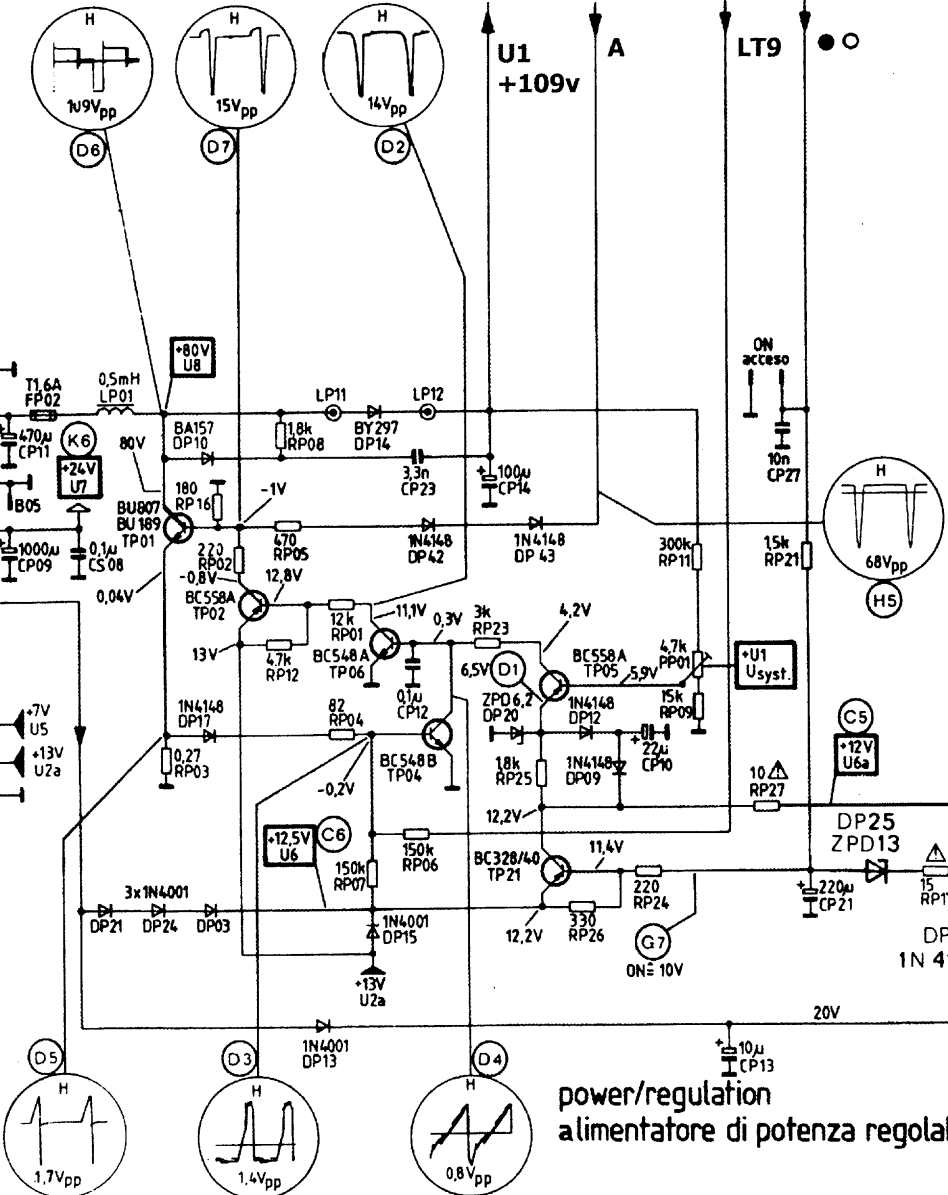 H
H
H
1u9Vpp
15Vpp
14Vpp
D6
D7
D2
U1
+109v
A
LT9
+80V
U8
ON
acceso
T1,6A
FP02
0,5mH
LP01
LP11
LP12
470µ
CP11
K6
+24V
U7
80V
BA157
DP10
1,8k
RP08
BY297
DP14
3,3n
CP23
100µ
CP14
10n
CP27
B05
180
RP16
-1V
H
68Vpp
H5
BU807
BU189
TP01
1000µ
CP09
0,1µ
CS08
220
RP02
470
RP05
1N4148
DP42
1N4148
DP43
300k
RP11
1,5k
RP21
0,04V
-0,8V
12,8V
BC558A
TP02
12k
RP01
11,1V
0,3V
3k
RP23
4,2V
13V
4,7k
RP12
BC548A
TP06
6,5V
D1
BC558A
TP05
5,9V
4,7k
PP01
+U1
Usyst.
0,1µ
CP12
ZPD6,2
DP20
1N4148
DP12
15k
RP09
+7V
U5
+13V
U2a
1N4148
DP17
82
RP04
BC548B
TP04
22µ
CP10
C5
+12V
U6a
0,27
RP03
1,8k
RP25
1N4148
DP09
-0,2V
10
RP27
12,2V
DP25
ZPD13
+12,5V
U6
C6
150k
RP07
150k
RP06
BC328/40
TP21
11,4V
220
RP24
220µ
CP21
15
RP1
3x1N4001
DP21
DP24
DP03
1N4001
DP15
12,2V
330
RP26
G7
ON≙10V
DP
1N 4
+13V
U2a
20V
1N4001
DP13
10µ
CP13
D5
D3
D4
H
H
H
1,7Vpp
1,4Vpp
0,8Vpp
power/regulation
alimentatore di potenza regola